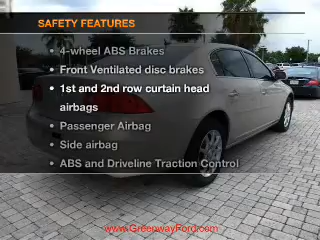 SAFETY FEATURES
• 4-wheel ABS Brakes
• Front Ventilated disc brakes
• 1st and 2nd row curtain head
airbags
• Passenger Airbag
• Side airbag
• ABS and Driveline Traction Control
www.GreenwayFord.com